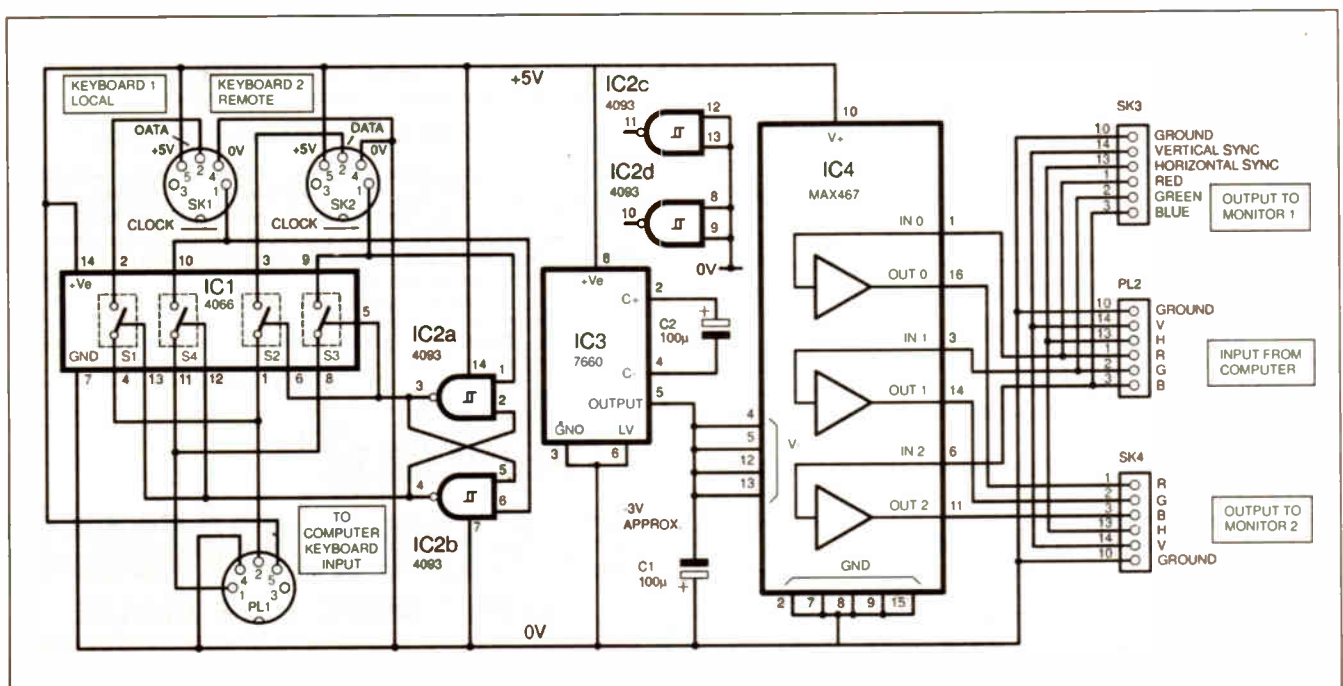 KEYBOARD 1
LOCAL
KEYBOARD 2
REMOTE
+5V
IC2c
4093
12
11
13
IC2d
4093
8
10
9
0V
DATA
+5V
0V
5
2
4
3
1
SK1
CLOCK
DATA
+5V
0V
5
2
4
3
1
SK2
CLOCK
14
2
10
3
9
+Ve
IC1
4066
5
GND
S1
S4
S2
S3
7
4
13
11
12
1
6
8
IC2a
4093
14
3
1
2
4
5
6
7
IC2b
4093
TO
COMPUTER
KEYBOARD
INPUT
4
2
5
1
3
PL1
0V
8
+Ve
C+
2
IC3
7660
C2
100µ
+
C-
4
OUTPUT
5
GND
LV
3
6
-3V
APPROX.
C1
100µ
+
10
V+
IC4
MAX467
IN 0
1
OUT 0
16
IN 1
3
OUT 1
14
IN 2
6
OUT 2
11
4
5
12
13
V-
GND
2
7
8
9
15
SK3
10 GROUND
14 VERTICAL SYNC
13 HORIZONTAL SYNC
1 RED
2 GREEN
3 BLUE
OUTPUT TO
MONITOR 1
PL2
10 GROUND
14 V
13 H
1 R
2 G
3 B
INPUT FROM
COMPUTER
SK4
1 R
2 G
3 B
13 H
14 V
10 GROUND
OUTPUT TO
MONITOR 2